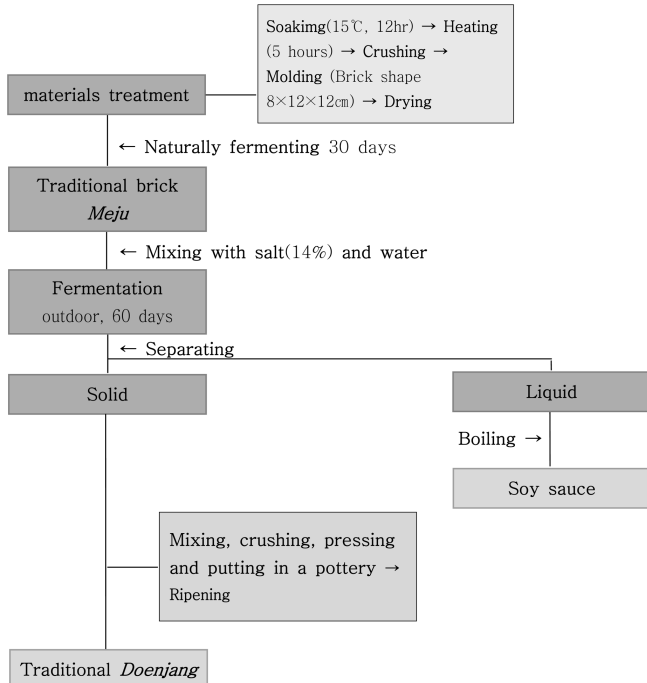 Soakimg(15℃, 12hr) → Heating
(5 hours) → Crushing →
Molding (Brick shape
8×12×12㎝) → Drying
materials treatment
← Naturally fermenting 30 days
Traditional brick
Meju
← Mixing with salt(14%) and water
Fermentation
outdoor, 60 days
← Separating
Solid
Liquid
Boiling →
Soy sauce
Mixing, crushing, pressing
and putting in a pottery →
Ripening
Traditional Doenjang